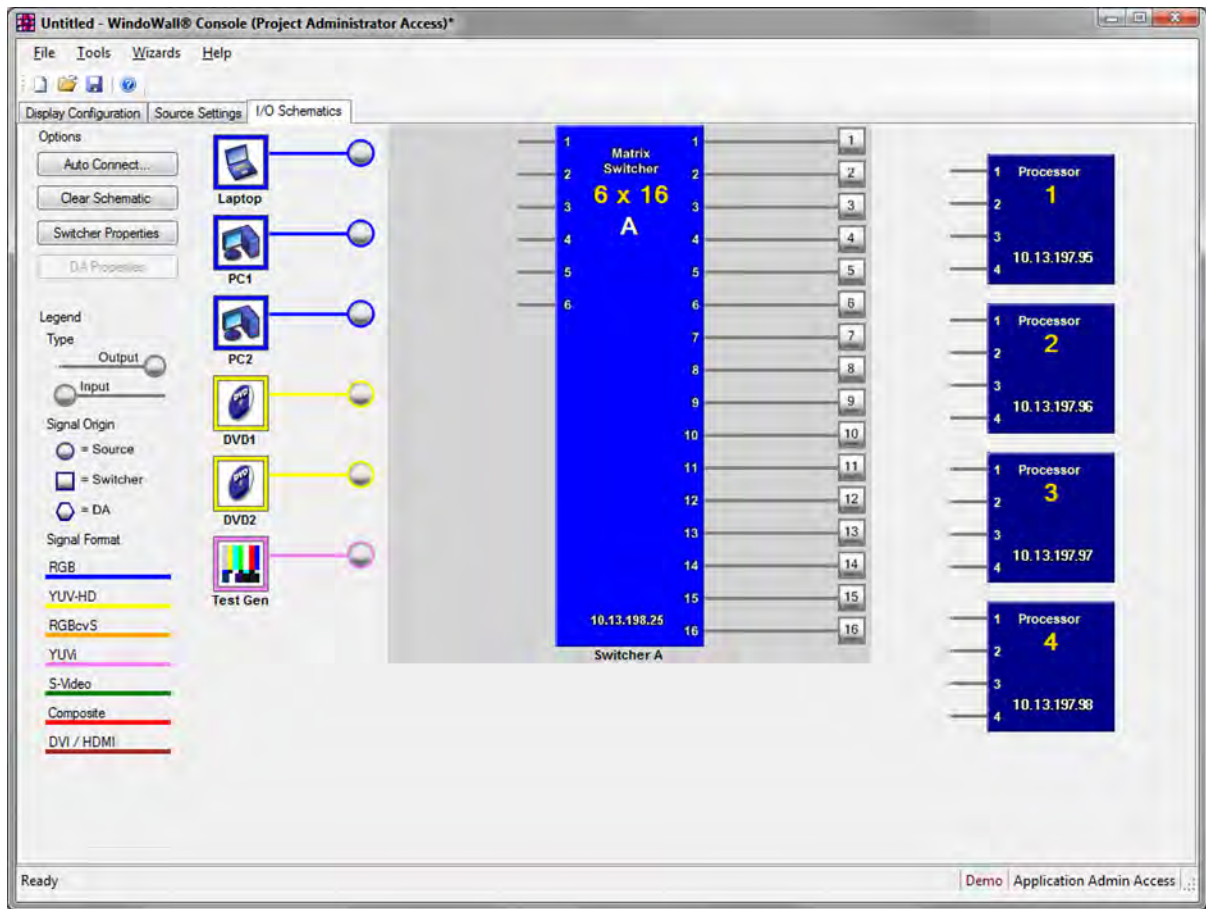 Untitled - WindoWall® Console (Project Administrator Access)*
File Tools Wizards Help
Display Configuration Source Settings I/O Schematics
Options
Auto Connect...
Clear Schematic
Switcher Properties
DA Properties
Legend
Type
Output
Input
Signal Origin
= Source
= Switcher
= DA
Signal Format
RGB
YUV-HD
RGBcvS
YUVi
S-Video
Composite
DVI / HDMI
Laptop
PC1
PC2
DVD1
DVD2
Test Gen
Matrix
Switcher
6 x 16
A
1
2
3
4
5
6
1
2
3
4
5
6
7
8
9
10
11
12
13
14
15
16
10.13.198.25
Switcher A
1
2
3
4
5
6
7
8
9
10
11
12
13
14
15
16
1 Processor
1
2
3
10.13.197.95
4
1 Processor
2
2
3
10.13.197.96
4
1 Processor
3
2
3
10.13.197.97
4
1 Processor
4
2
3
10.13.197.98
4
Ready
Demo Application Admin Access